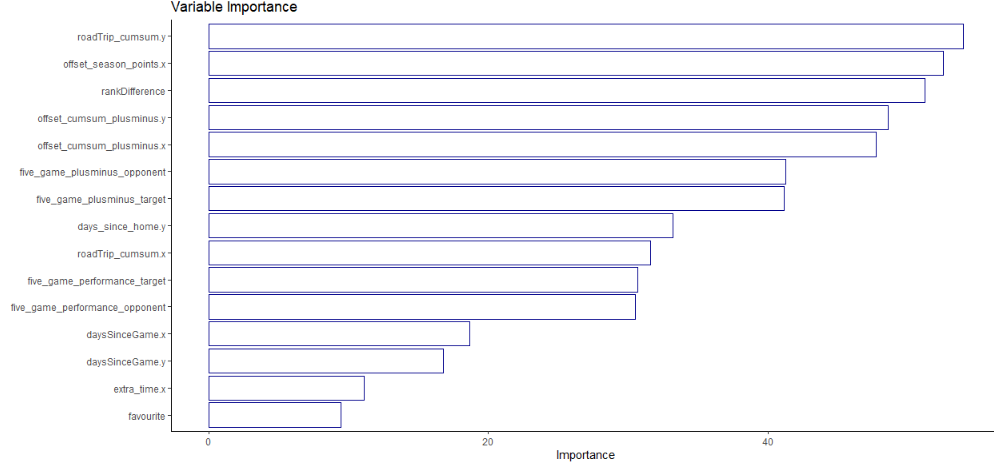 Variable Importance
roadTrip_cumsum.y
offset_season_points.x
rankDifference
offset_cumsum_plusminus.y
offset_cumsum_plusminus.x
five_game_plusminus_opponent
five_game_plusminus_target
days_since_home.y
roadTrip_cumsum.x
five_game_performance_target
five_game_performance_opponent
daysSinceGame.x
daysSinceGame.y
extra_time.x
favourite
0 20 40
Importance